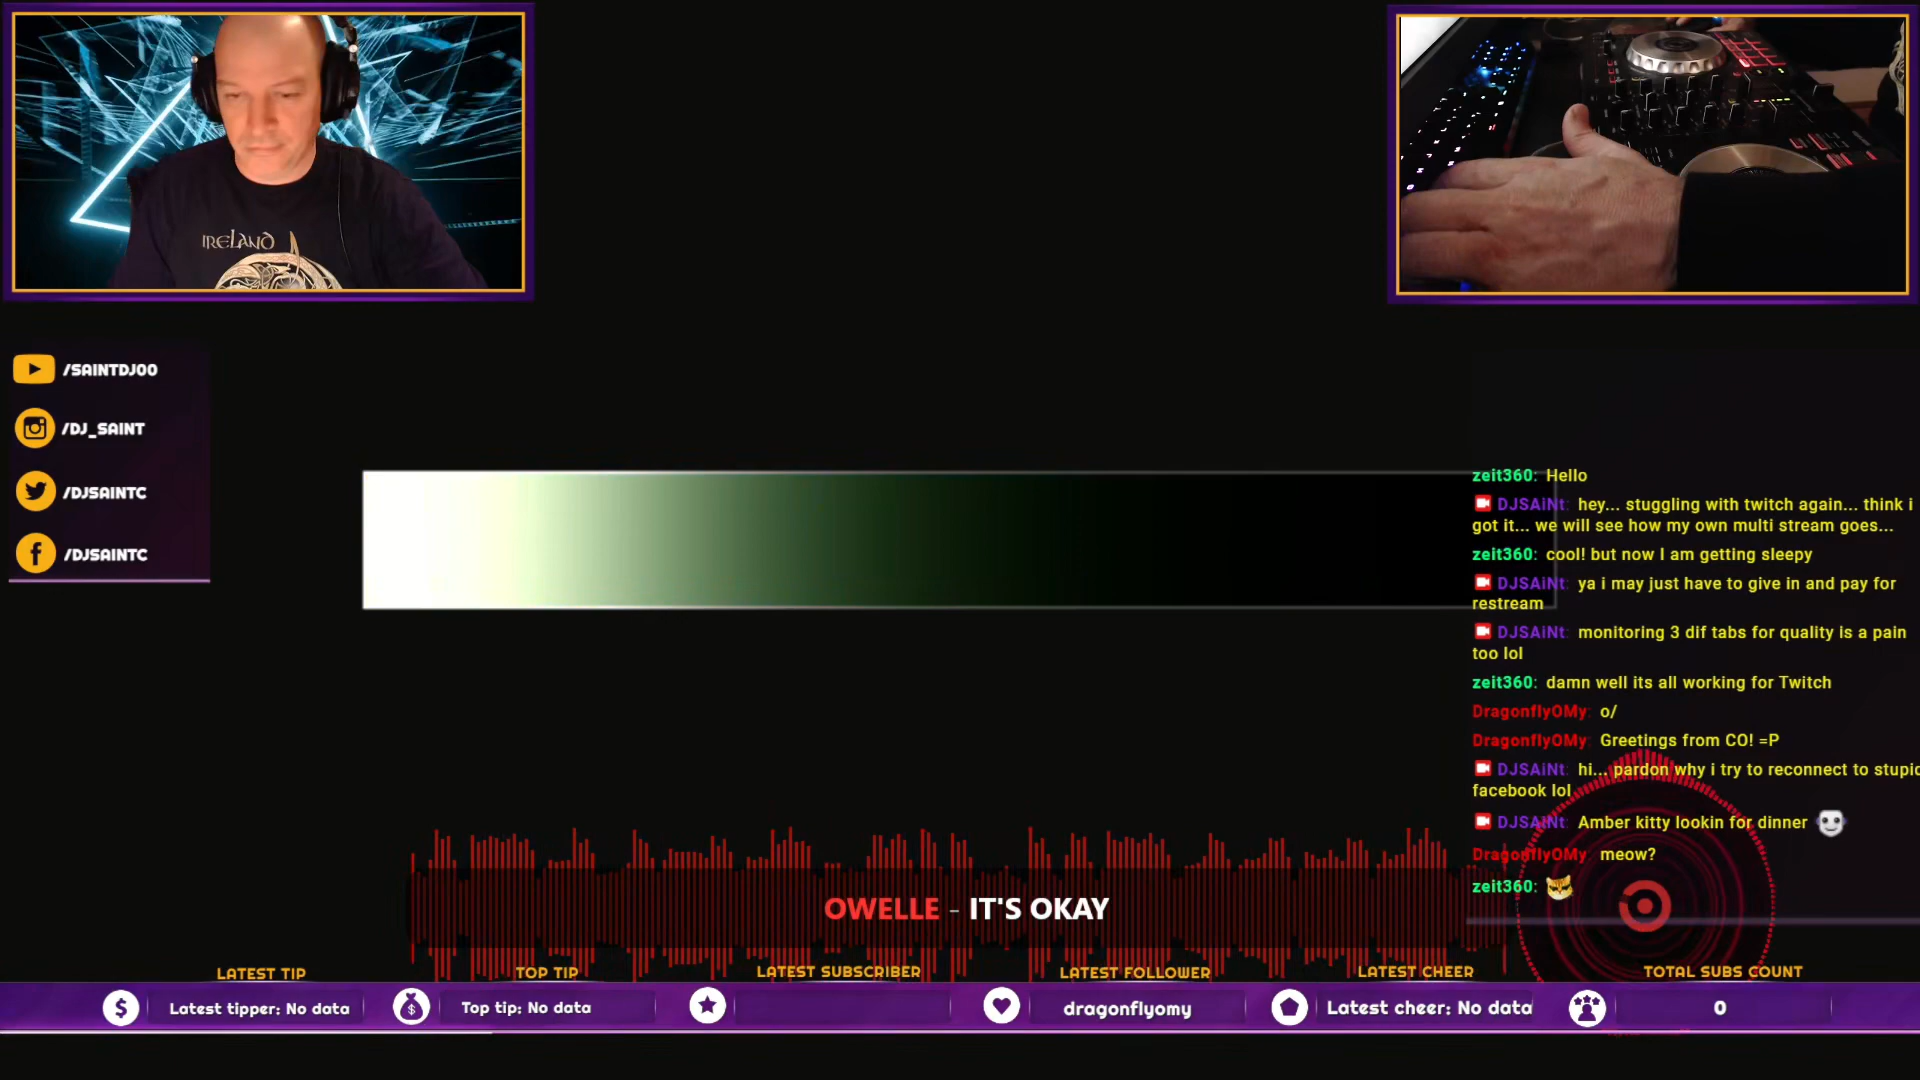 IRELAND
/SAINTDJ00
/DJ_SAINT
/DJSAINTC
/DJSAINTC
zeit360: Hello
DJSAiNt: hey... stuggling with twitch again... think i
got it... we will see how my own multi stream goes...
zeit360: cool! but now I am getting sleepy
DJSAiNt: ya i may just have to give in and pay for
restream
DJSAiNt: monitoring 3 dif tabs for quality is a pain
too lol
zeit360: damn well its all working for Twitch
DragonflyOMy: o/
DragonflyOMy: Greetings from CO! =P
DJSAiNt: hi... pardon why i try to reconnect to stupid
facebook lol
DJSAiNt: Amber kitty lookin for dinner
DragonflyOMy: meow?
zeit360:
OWELLE - IT'S OKAY
LATEST TIP
TOP TIP
LATEST SUBSCRIBER
LATEST FOLLOWER
LATEST CHEER
TOTAL SUBS COUNT
Latest tipper: No data
Top tip: No data
dragonflyomy
Latest cheer: No data
0